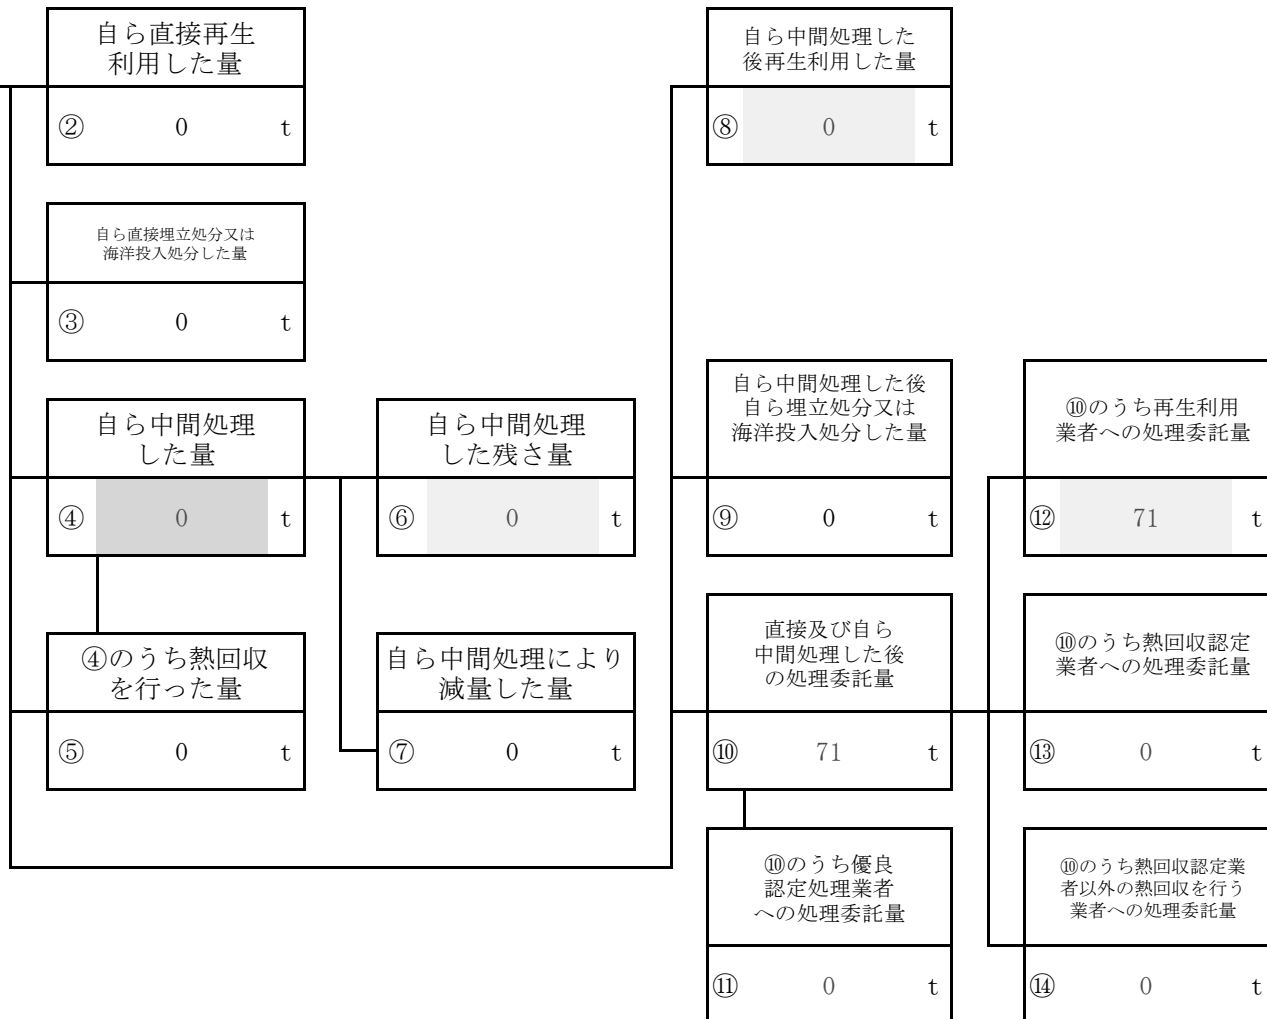 自ら直接再生
利用した量
② 0 t
自ら直接埋立処分又は
海洋投入処分した量
③ 0 t
自ら中間処理
した量
④ 0 t
④のうち熱回収
を行った量
⑤ 0 t
自ら中間処理
した残さ量
⑥ 0 t
自ら中間処理により
減量した量
⑦ 0 t
自ら中間処理した
後再生利用した量
⑧ 0 t
自ら中間処理した後
自ら埋立処分又は
海洋投入処分した量
⑨ 0 t
直接及び自ら
中間処理した後
の処理委託量
⑩ 71 t
⑩のうち優良
認定処理業者
への処理委託量
⑪ 0 t
⑩のうち再生利用
業者への処理委託量
⑫ 71 t
⑩のうち熱回収認定
業者への処理委託量
⑬ 0 t
⑩のうち熱回収認定業
者以外の熱回収を行う
業者への処理委託量
⑭ 0 t